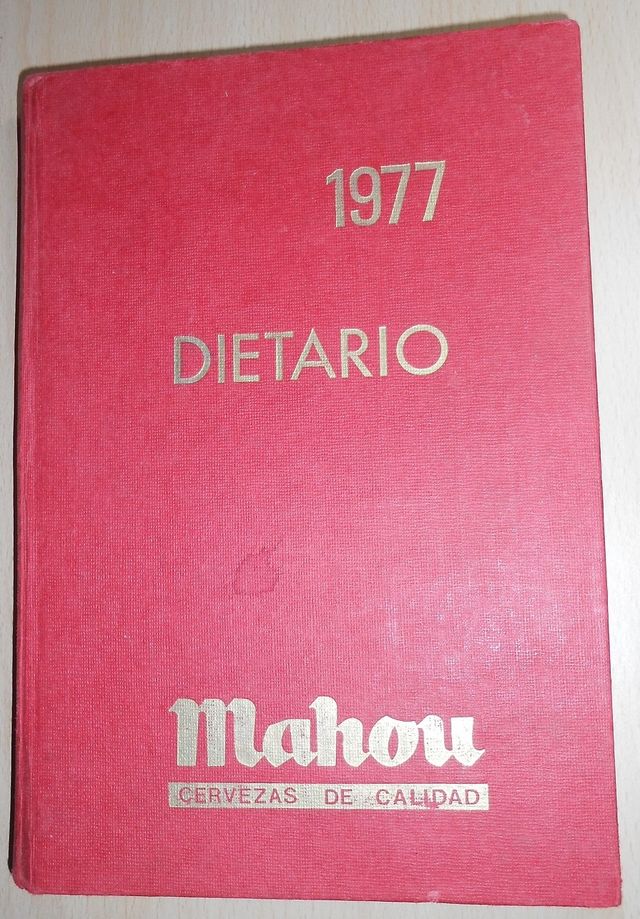 1977
DIETARIO
Mahou
CERVEZAS DE CALIDAD